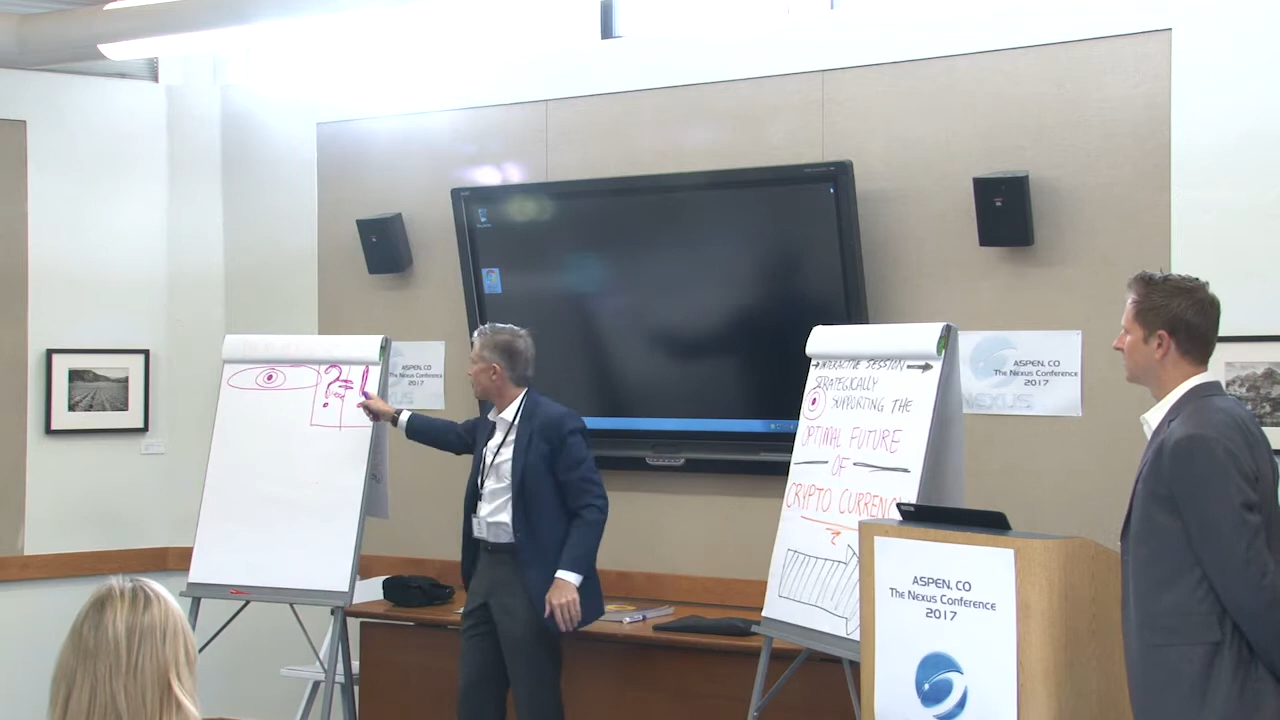 ?=
ASPEN, CO
The Nexus Conference
2017
→ INTERACTIVE SESSION →
STRATEGICALLY
SUPPORTING THE
OPTIMAL FUTURE
OF
CRYPTO CURRENC
ASPEN, CO
The Nexus Conference
2017
NEXUS
ASPEN, CO
The Nexus Conference
2017